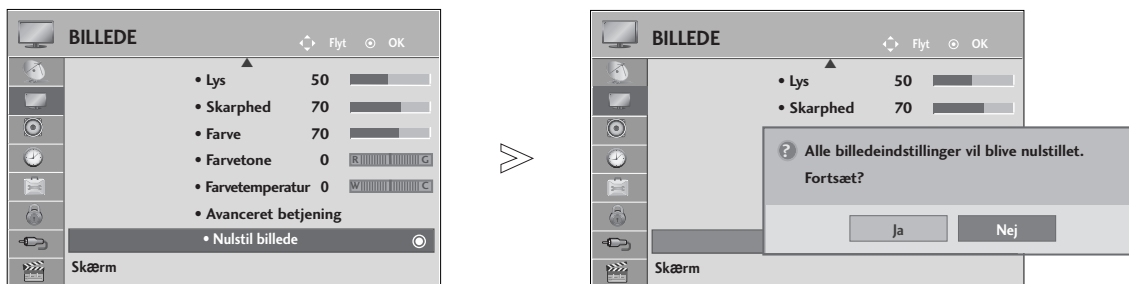 BILLEDE
Flyt OK
• Lys 50
• Skarphed 70
• Farve 70
• Farvetone 0 R G
• Farvetemperatur 0 W C
• Avanceret betjening
• Nulstil billede
Skærm
BILLEDE
Flyt OK
• Lys 50
• Skarphed 70
? Alle billedeindstillinger vil blive nulstillet.
Fortsæt?
Ja Nej
Skærm